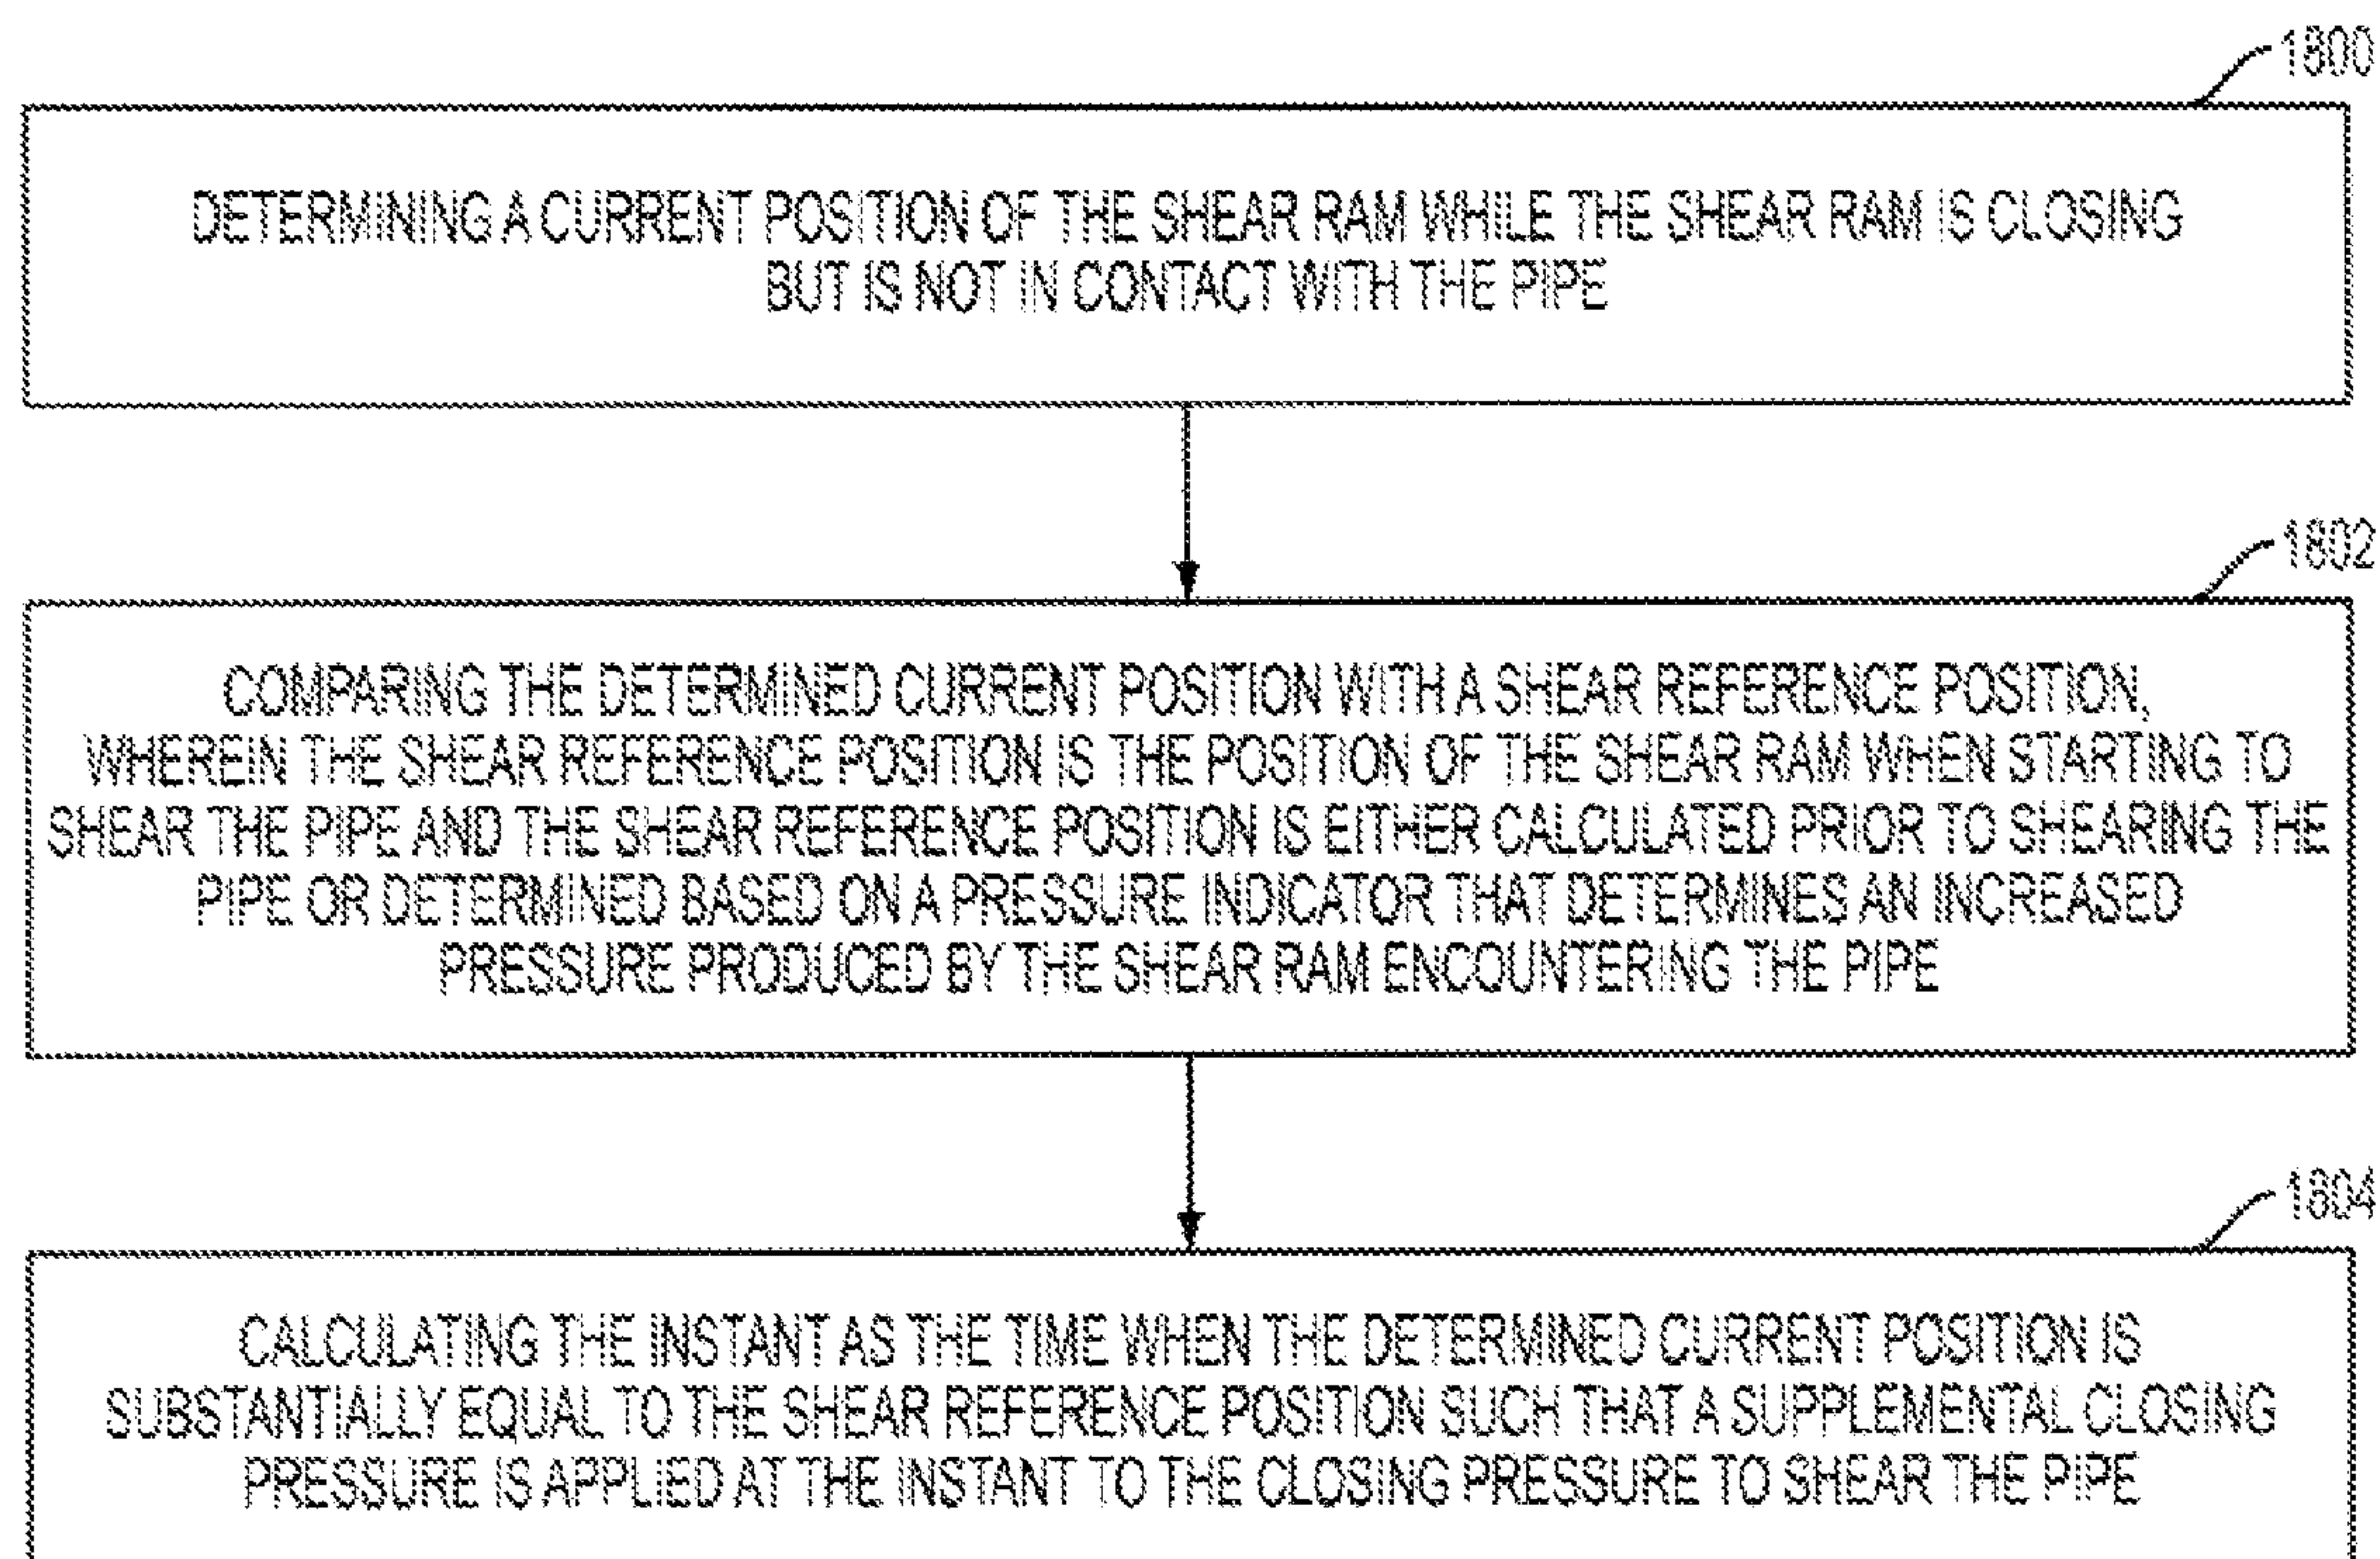 1800
DETERMINING A CURRENT POSITION OF THE SHEAR RAM WHILE THE SHEAR RAM IS CLOSING
BUT IS NOT IN CONTACT WITH THE PIPE
1802
COMPARING THE DETERMINED CURRENT POSITION WITH A SHEAR REFERENCE POSITION,
WHEREIN THE SHEAR REFERENCE POSITION IS THE POSITION OF THE SHEAR RAM WHEN STARTING TO
SHEAR THE PIPE AND THE SHEAR REFERENCE POSITION IS EITHER CALCULATED PRIOR TO SHEARING THE
PIPE OR DETERMINED BASED ON A PRESSURE INDICATOR THAT DETERMINES AN INCREASED
PRESSURE PRODUCED BY THE SHEAR RAM ENCOUNTERING THE PIPE
1804
CALCULATING THE INSTANT AS THE TIME WHEN THE DETERMINED CURRENT POSITION IS
SUBSTANTIALLY EQUAL TO THE SHEAR REFERENCE POSITION SUCH THAT A SUPPLEMENTAL CLOSING
PRESSURE IS APPLIED AT THE INSTANT TO THE CLOSING PRESSURE TO SHEAR THE PIPE